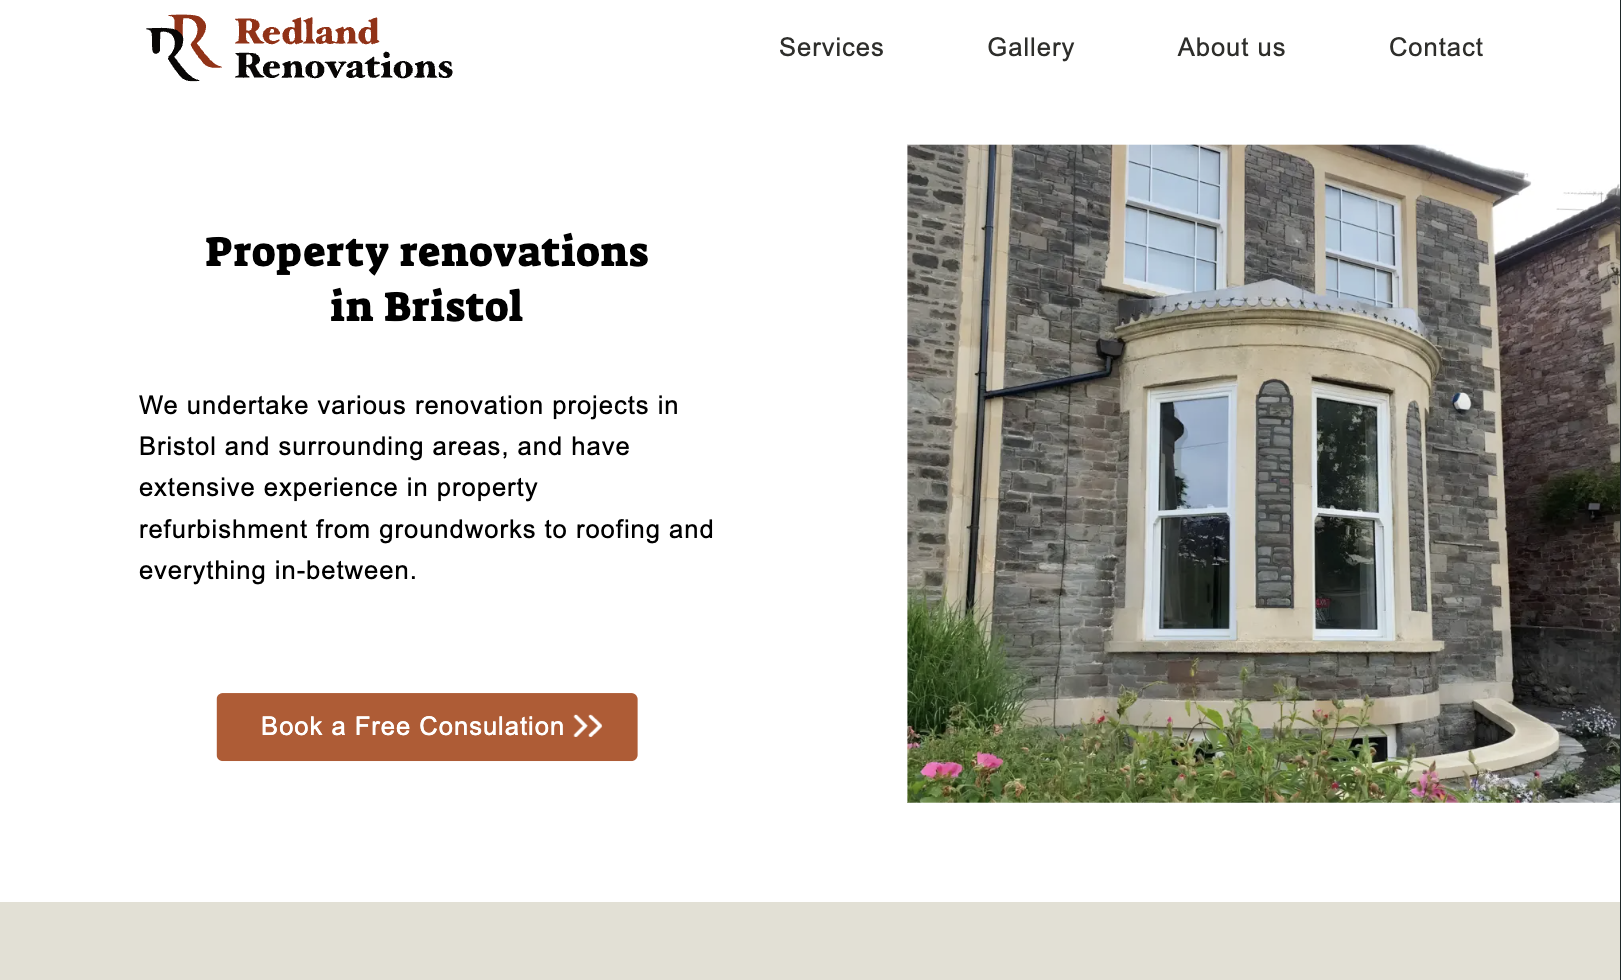 Redland
Renovations
Services
Gallery
About us
Contact
Property renovations
in Bristol
We undertake various renovation projects in
Bristol and surrounding areas, and have
extensive experience in property
refurbishment from groundworks to roofing and
everything in-between.
Book a Free Consulation